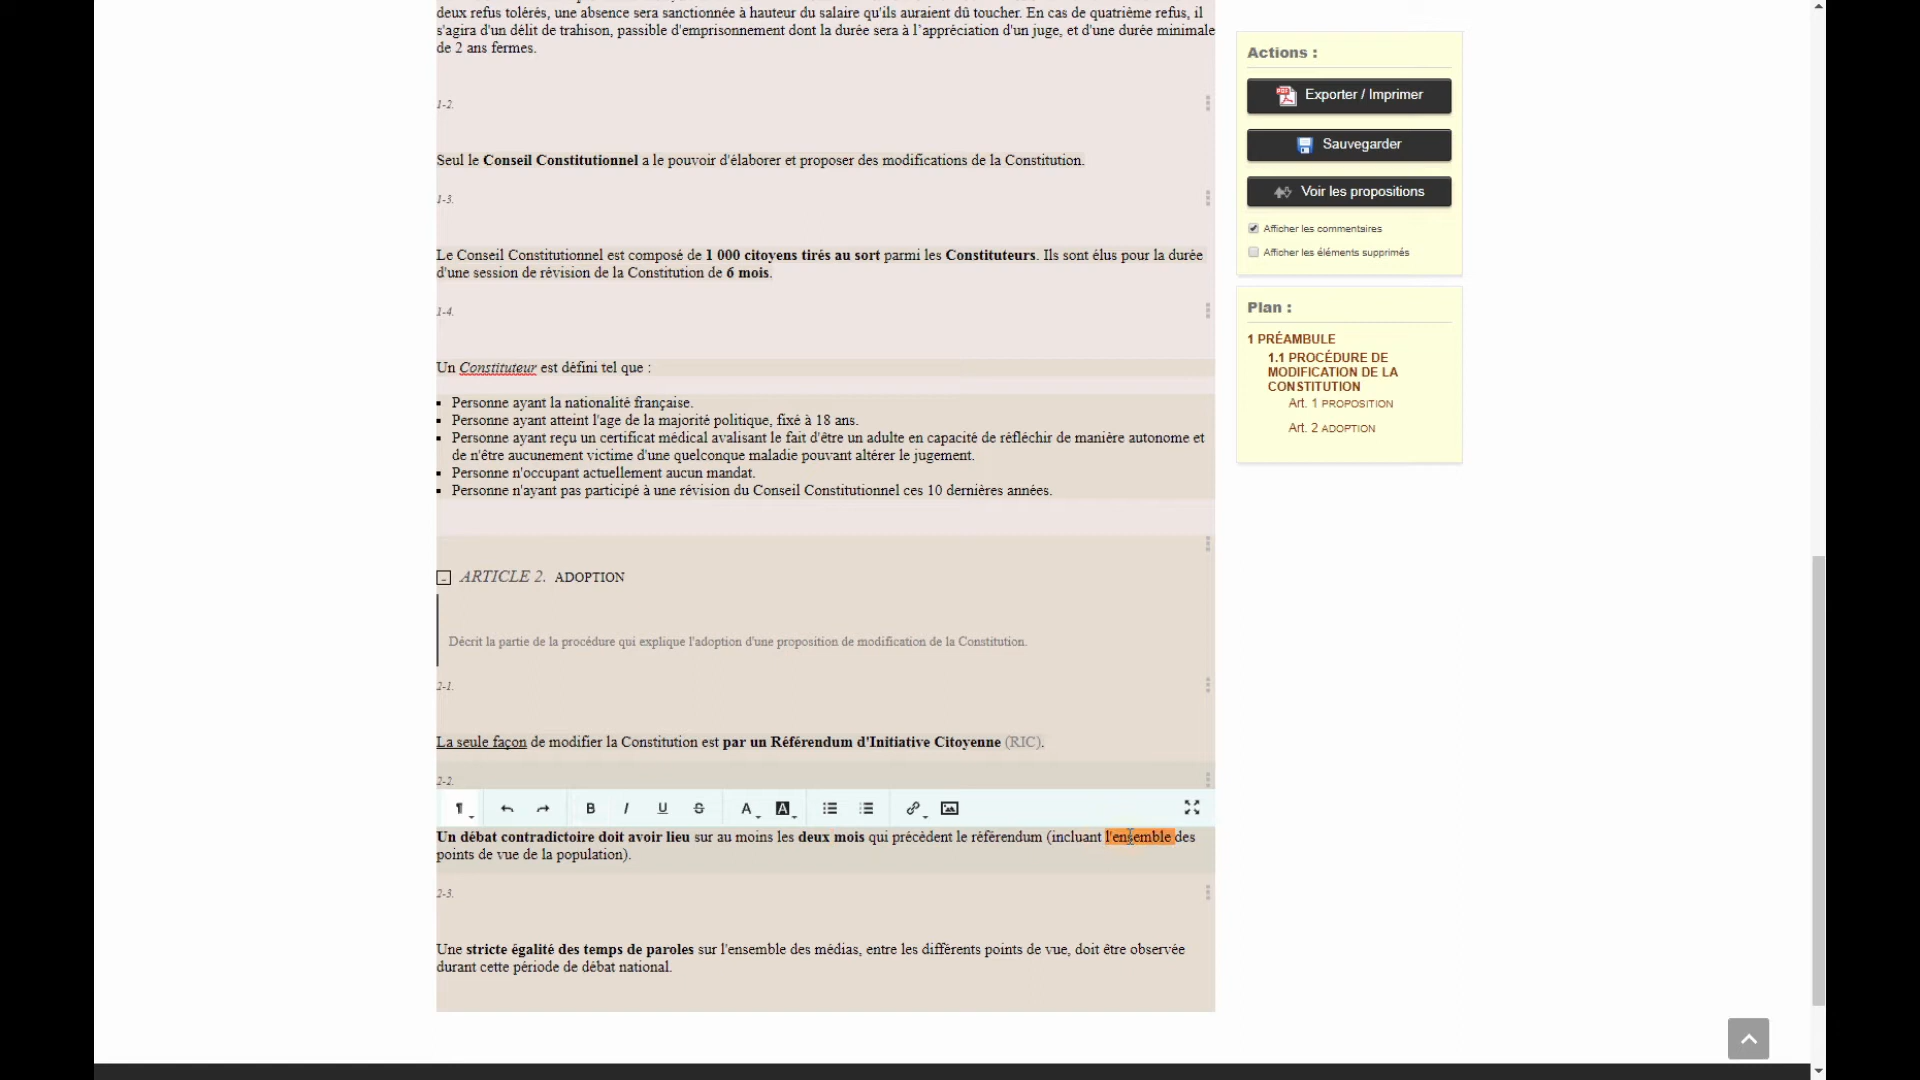 deux refus tolérés, une absence sera sanctionnée à hauteur du salaire qu'ils auraient dû toucher. En cas de quatrième refus, il
s'agira d'un délit de trahison, passible d'emprisonnement dont la durée sera à l'appréciation d'un juge, et d'une durée minimale
de 2 ans fermes.
1-2.
Seul le Conseil Constitutionnel a le pouvoir d'élaborer et proposer des modifications de la Constitution.
1-3.
Le Conseil Constitutionnel est composé de 1 000 citoyens tirés au sort parmi les Constituteurs. Ils sont élus pour la durée
d'une session de révision de la Constitution de 6 mois.
1-4.
Un Constituteur est défini tel que :
Personne ayant la nationalité française.
Personne ayant atteint l'age de la majorité politique, fixé à 18 ans.
Personne ayant reçu un certificat médical avalisant le fait d'être un adulte en capacité de réfléchir de manière autonome et
de n'être aucunement victime d'une quelconque maladie pouvant altérer le jugement.
Personne n'occupant actuellement aucun mandat.
Personne n'ayant pas participé à une révision du Conseil Constitutionnel ces 10 dernières années.
ARTICLE 2. ADOPTION
Décrit la partie de la procédure qui explique l'adoption d'une proposition de modification de la Constitution.
2-1.
La seule façon de modifier la Constitution est par un Référendum d'Initiative Citoyenne (RIC).
2-2.
Un débat contradictoire doit avoir lieu sur au moins les deux mois qui précèdent le référendum (incluant l'ensemble des
points de vue de la population).
2-3.
Une stricte égalité des temps de paroles sur l'ensemble des médias, entre les différents points de vue, doit être observée
durant cette période de débat national.
Actions :
Exporter / Imprimer
Sauvegarder
Voir les propositions
Afficher les commentaires
Afficher les éléments supprimés
Plan :
1 PRÉAMBULE
1.1 PROCÉDURE DE
MODIFICATION DE LA
CONSTITUTION
Art. 1 PROPOSITION
Art. 2 ADOPTION